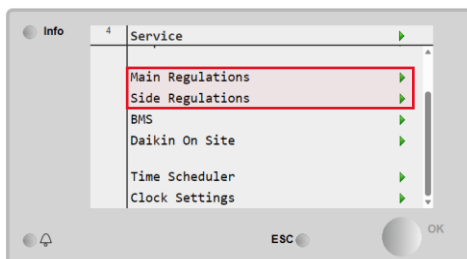 Info
4 Service
Main Regulations
Side Regulations
BMS
Daikin On Site
Time Scheduler
Clock Settings
ESC
OK